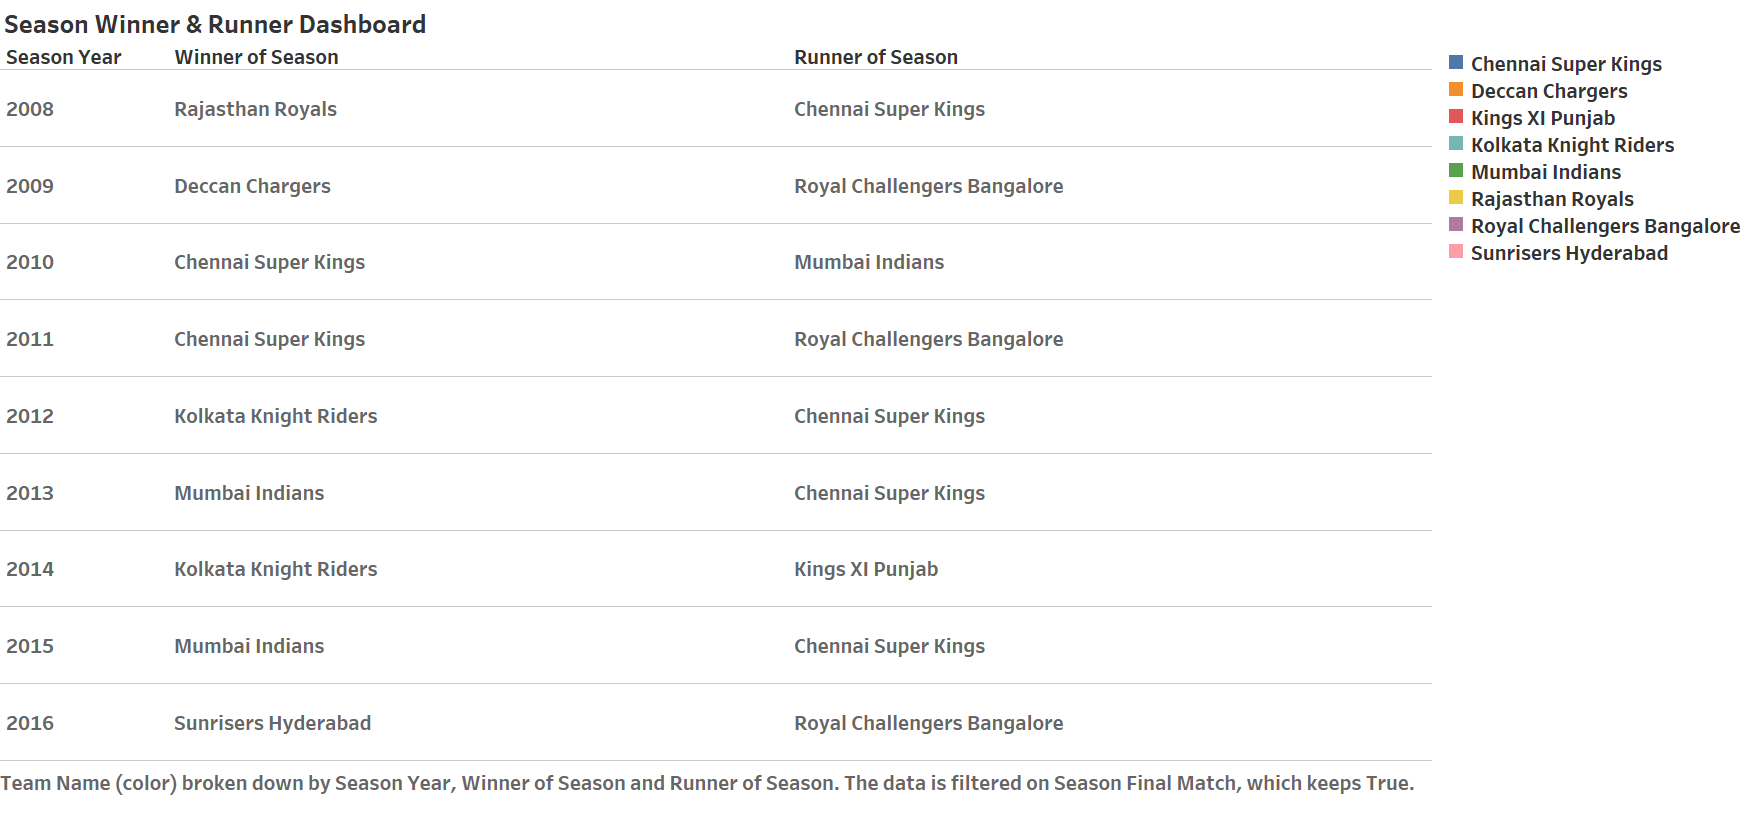 Season Winner & Runner Dashboard
Season Year Winner of Season Runner of Season
2008 Rajasthan Royals Chennai Super Kings
2009 Deccan Chargers Royal Challengers Bangalore
2010 Chennai Super Kings Mumbai Indians
2011 Chennai Super Kings Royal Challengers Bangalore
2012 Kolkata Knight Riders Chennai Super Kings
2013 Mumbai Indians Chennai Super Kings
2014 Kolkata Knight Riders Kings XI Punjab
2015 Mumbai Indians Chennai Super Kings
2016 Sunrisers Hyderabad Royal Challengers Bangalore
Team Name (color) broken down by Season Year, Winner of Season and Runner of Season. The data is filtered on Season Final Match, which keeps True.
Chennai Super Kings
Deccan Chargers
Kings XI Punjab
Kolkata Knight Riders
Mumbai Indians
Rajasthan Royals
Royal Challengers Bangalore
Sunrisers Hyderabad